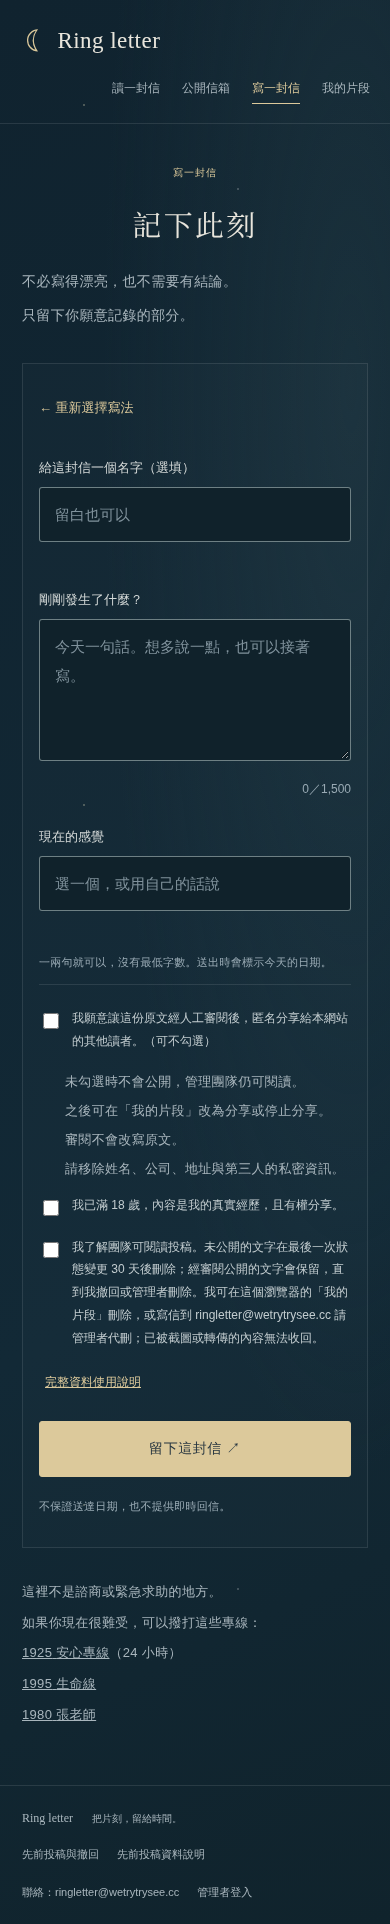 Ring letter
讀一封信 公開信箱 寫一封信 我的片段
寫一封信
記下此刻
不必寫得漂亮，也不需要有結論。
只留下你願意記錄的部分。
← 重新選擇寫法
給這封信一個名字（選填）
留白也可以
剛剛發生了什麼？
今天一句話。想多說一點，也可以接著
寫。
0／1,500
現在的感覺
選一個，或用自己的話說
一兩句就可以，沒有最低字數。送出時會標示今天的日期。
我願意讓這份原文經人工審閱後，匿名分享給本網站
的其他讀者。（可不勾選）
未勾選時不會公開，管理團隊仍可閱讀。
之後可在「我的片段」改為分享或停止分享。
審閱不會改寫原文。
請移除姓名、公司、地址與第三人的私密資訊。
我已滿 18 歲，內容是我的真實經歷，且有權分享。
我了解團隊可閱讀投稿。未公開的文字在最後一次狀
態變更 30 天後刪除；經審閱公開的文字會保留，直
到我撤回或管理者刪除。我可在這個瀏覽器的「我的
片段」刪除，或寫信到 ringletter@wetrytrysee.cc 請
管理者代刪；已被截圖或轉傳的內容無法收回。
完整資料使用說明
留下這封信 ↗
不保證送達日期，也不提供即時回信。
這裡不是諮商或緊急求助的地方。
如果你現在很難受，可以撥打這些專線：
1925 安心專線（24 小時）
1995 生命線
1980 張老師
Ring letter 把片刻，留給時間。
先前投稿與撤回 先前投稿資料說明
聯絡：ringletter@wetrytrysee.cc 管理者登入